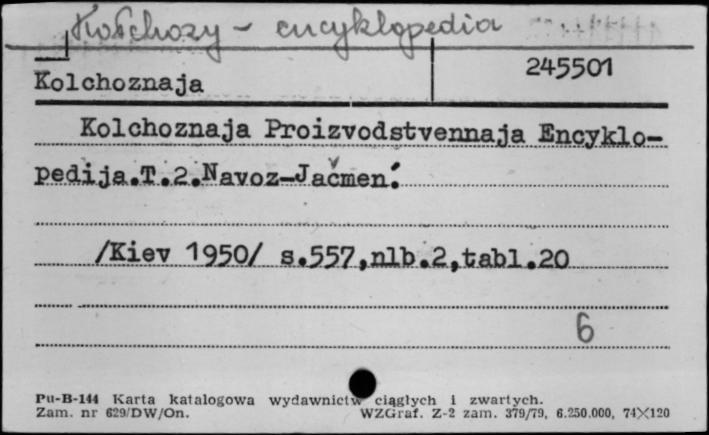 Kołchozy - encyklopedia
Kolchoznaja
245501
Kolchoznaja Proizvodstvennaja Encyklo-
pedija.T.2.Navoz-Jačmeń.
/Kiev 1950/ s.557,nlb.2,tabl.20
6
Pu-B-144 Karta katalogowa wydawnictw ciągłych i zwartych.
Zam. nr 629/DW/On. WZGraf. Z-2 zam. 379/79, 6.250.000, 74×120